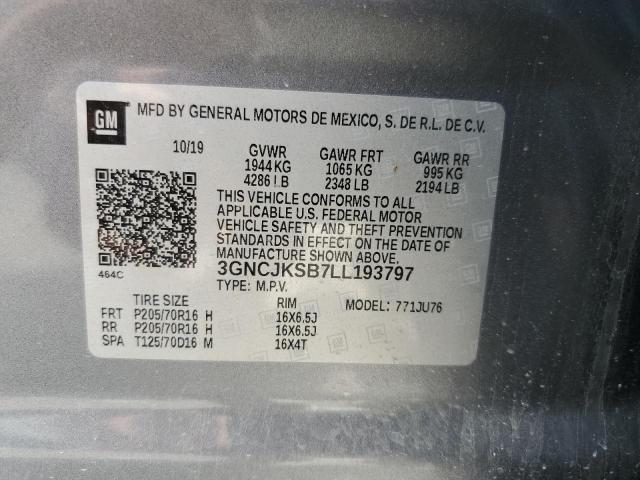 GM MFD BY GENERAL MOTORS DE MEXICO, S. DE R.L. DE C.V.
10/19 GVWR GAWR FRT GAWR RR
1944 KG 1065 KG 995 KG
4286 LB 2348 LB 2194 LB
THIS VEHICLE CONFORMS TO ALL
APPLICABLE U.S. FEDERAL MOTOR
VEHICLE SAFETY AND THEFT PREVENTION
STANDARDS IN EFFECT ON THE DATE OF
MANUFACTURE SHOWN ABOVE.
464C 3GNCJKSB7LL193797
TYPE: M.P.V.
TIRE SIZE RIM MODEL: 771JU76
FRT P205/70R16 H 16X6.5J
RR P205/70R16 H 16X6.5J
SPA T125/70D16 M 16X4T